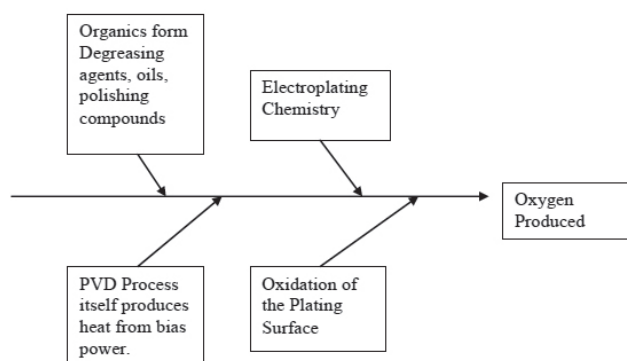 Organics form
Degreasing
agents, oils,
polishing
compounds
Electroplating
Chemistry
Oxygen
Produced
PVD Process
itself produces
heat from bias
power.
Oxidation of
the Plating
Surface